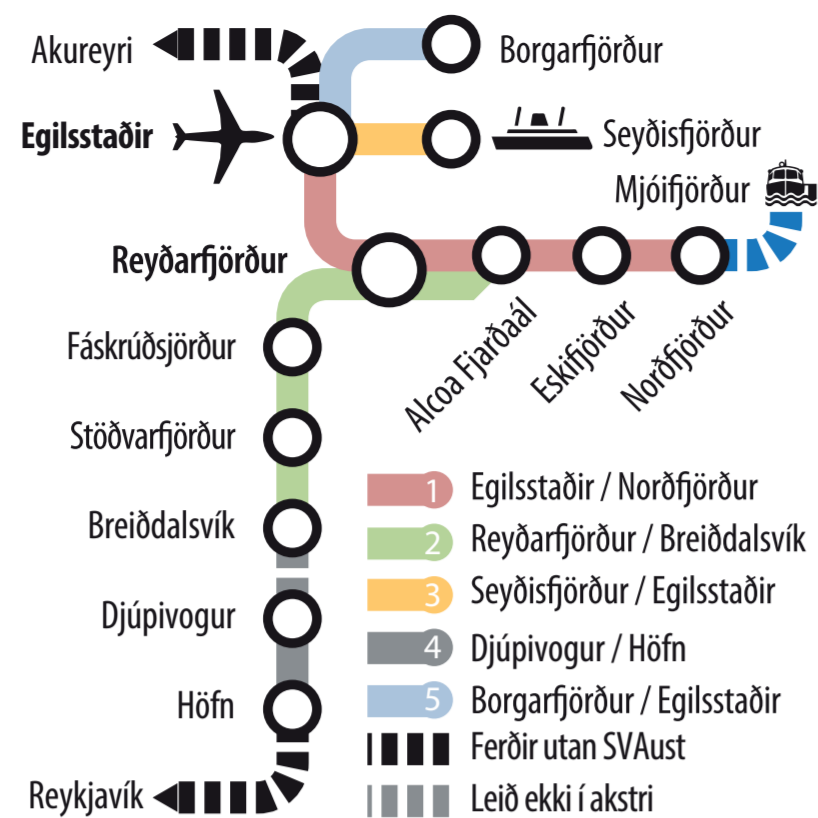 Akureyri
Borgarfjörður
Egilsstaðir
Seyðisfjörður
Mjóifjörður
Reyðarfjörður
Alcoa Fjarðaál
Eskifjörður
Norðfjörður
Fáskrúðsjörður
Stöðvarfjörður
Breiðdalsvík
Djúpivogur
Höfn
Reykjavík
1 Egilsstaðir / Norðfjörður
2 Reyðarfjörður / Breiðdalsvík
3 Seyðisfjörður / Egilsstaðir
4 Djúpivogur / Höfn
5 Borgarfjörður / Egilsstaðir
Ferðir utan SVAust
Leið ekki í akstri